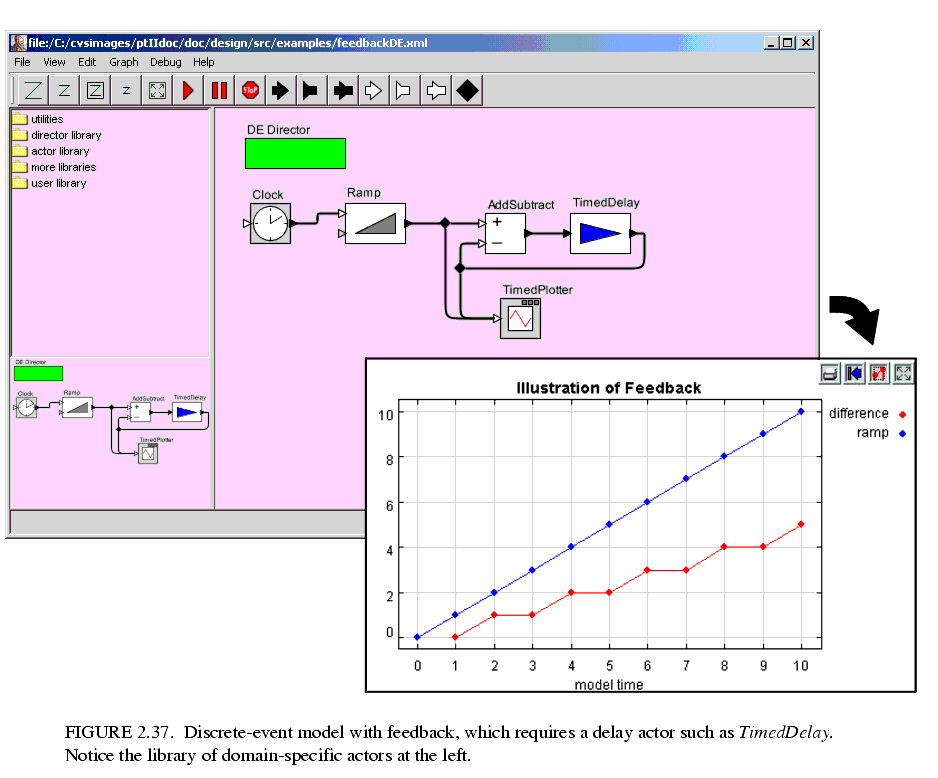 file:/C:/cvsimages/ptIIdoc/doc/design/src/examples/feedbackDE.xml
File View Edit Graph Debug Help
STOP
utilities
director library
actor library
more libraries
user library
DE Director
Clock
Ramp
AddSubtract
TimedDelay
+
−
TimedPlotter
DE Director
Clock
Ramp
AddSubtract
TimedDelay
+
−
TimedPlotter
Illustration of Feedback
difference
ramp
10
8
6
4
2
0
0 1 2 3 4 5 6 7 8 9 10
model time
FIGURE 2.37. Discrete-event model with feedback, which requires a delay actor such as TimedDelay.
Notice the library of domain-specific actors at the left.